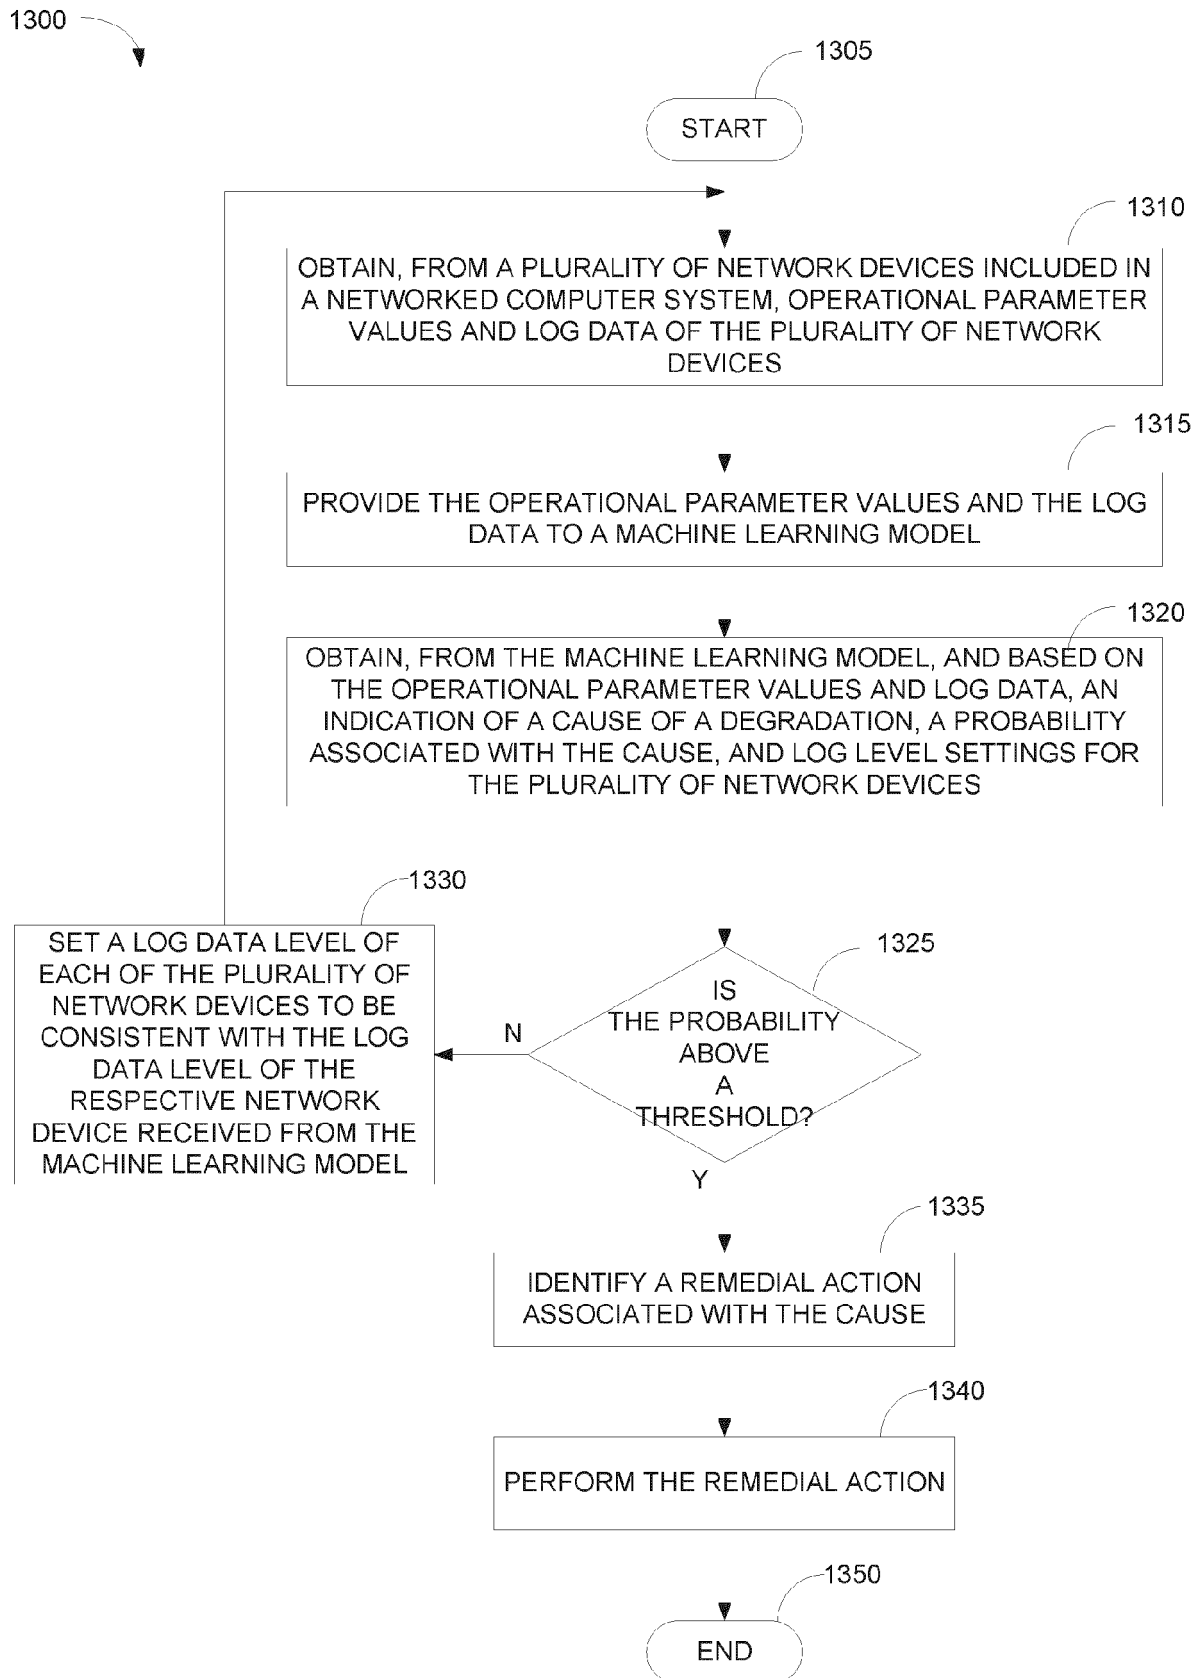 1300
1305
START
1310
OBTAIN, FROM A PLURALITY OF NETWORK DEVICES INCLUDED IN
A NETWORKED COMPUTER SYSTEM, OPERATIONAL PARAMETER
VALUES AND LOG DATA OF THE PLURALITY OF NETWORK
DEVICES
1315
PROVIDE THE OPERATIONAL PARAMETER VALUES AND THE LOG
DATA TO A MACHINE LEARNING MODEL
1320
OBTAIN, FROM THE MACHINE LEARNING MODEL, AND BASED ON
THE OPERATIONAL PARAMETER VALUES AND LOG DATA, AN
INDICATION OF A CAUSE OF A DEGRADATION, A PROBABILITY
ASSOCIATED WITH THE CAUSE, AND LOG LEVEL SETTINGS FOR
THE PLURALITY OF NETWORK DEVICES
1330
SET A LOG DATA LEVEL OF
EACH OF THE PLURALITY OF
NETWORK DEVICES TO BE
CONSISTENT WITH THE LOG
DATA LEVEL OF THE
RESPECTIVE NETWORK
DEVICE RECEIVED FROM THE
MACHINE LEARNING MODEL
N
1325
IS
THE PROBABILITY
ABOVE
A
THRESHOLD?
Y
1335
IDENTIFY A REMEDIAL ACTION
ASSOCIATED WITH THE CAUSE
1340
PERFORM THE REMEDIAL ACTION
1350
END